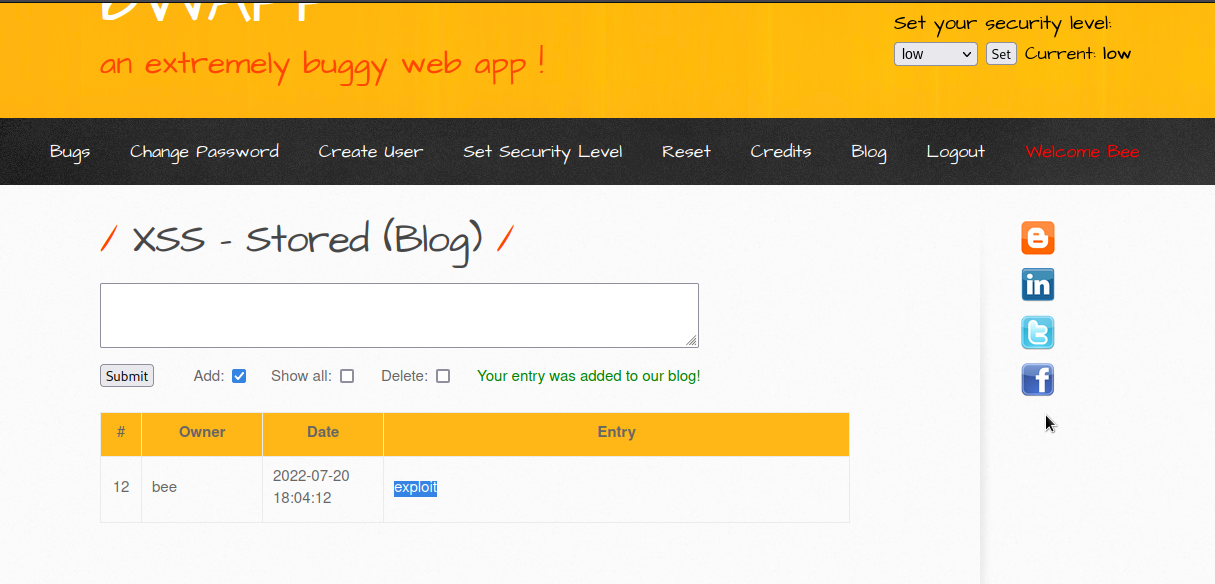 bWAPP
an extremely buggy web app !
Set your security level:
low Set Current: low
Bugs Change Password Create User Set Security Level Reset Credits Blog Logout Welcome Bee
/ XSS - Stored (Blog) /
Submit Add: Show all: Delete: Your entry was added to our blog!
# Owner Date Entry
12 bee 2022-07-20 18:04:12 exploit